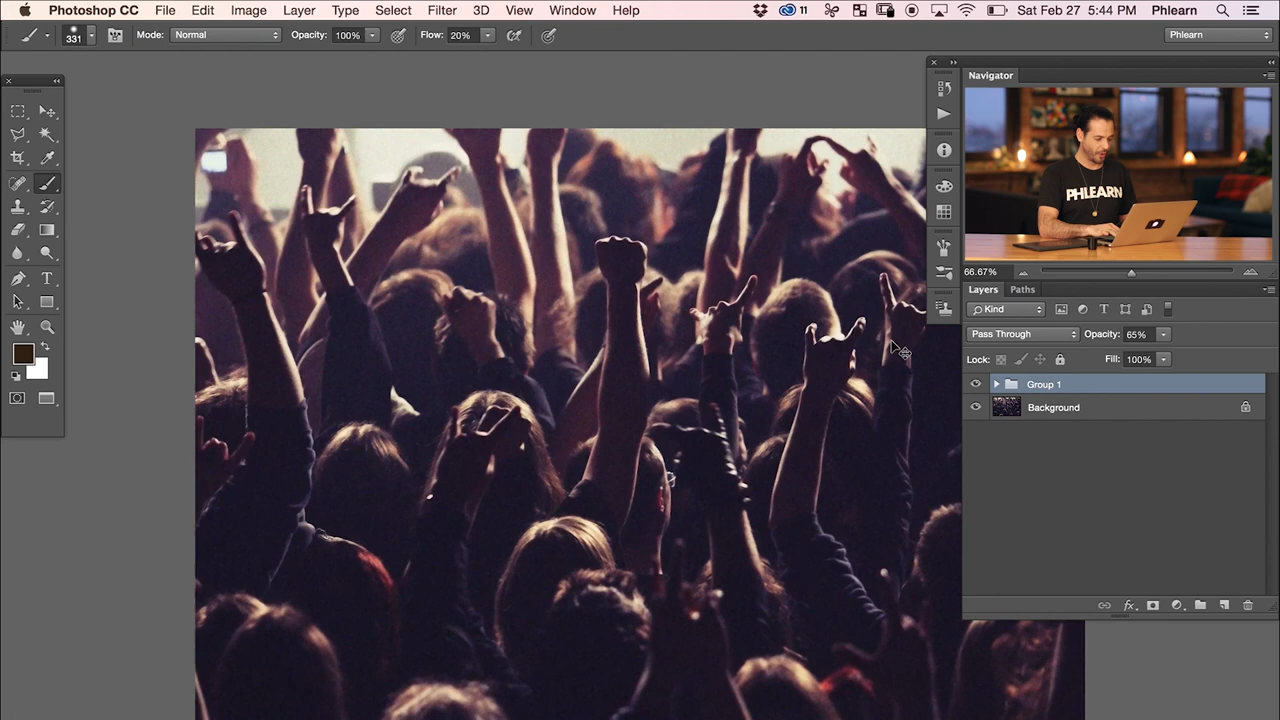 Photoshop CC File Edit Image Layer Type Select Filter 3D View Window Help 11 Sat Feb 27 5:44 PM Phlearn
331 Mode: Normal Opacity: 100% Flow: 20% Phlearn
Navigator
PHLEARN
66.67%
Layers Paths
Kind
Pass Through Opacity: 65%
Lock: Fill: 100%
Group 1
Background